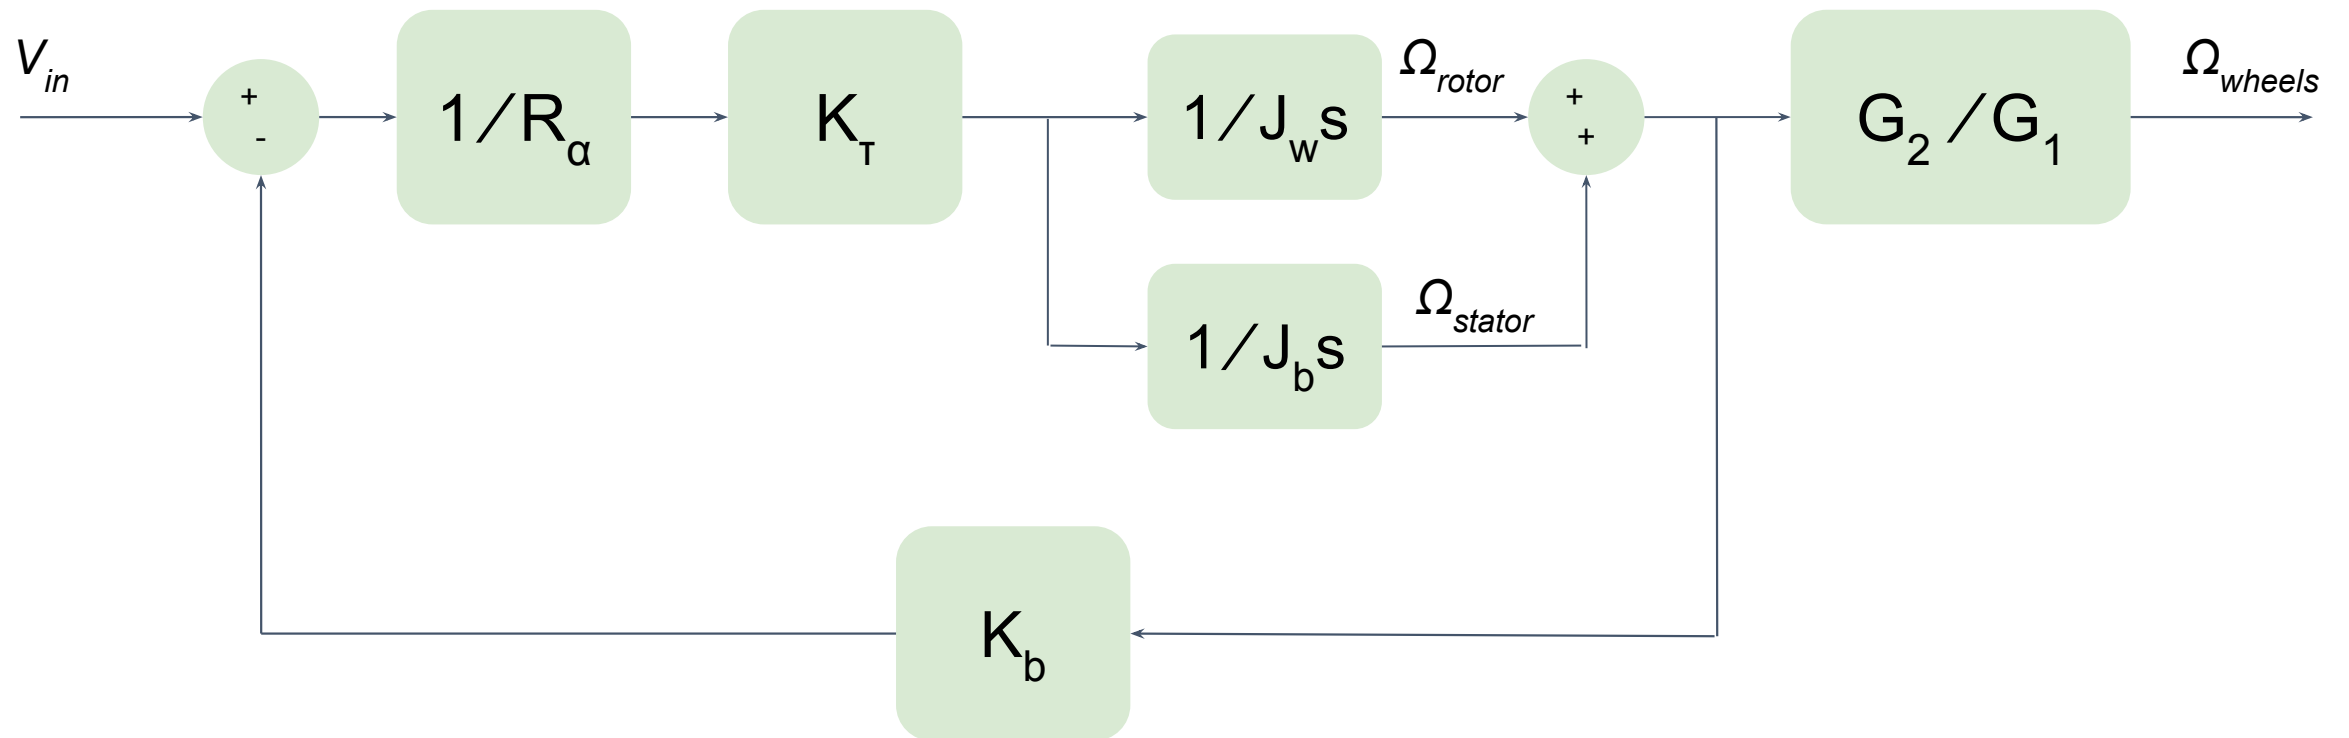 V_in
+
-
1/R_α
K_τ
1/J_w s
Ω_rotor
+
+
G_2/G_1
Ω_wheels
1/J_b s
Ω_stator
K_b